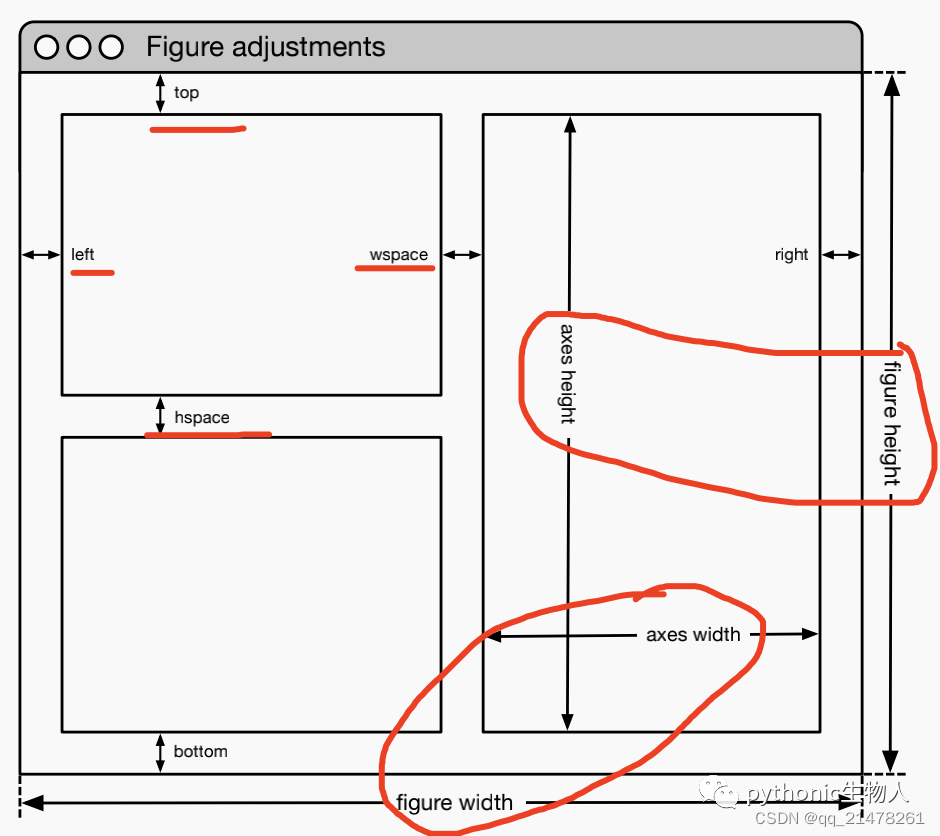 Figure adjustments
top
left
wspace
right
axes height
figure height
hspace
axes width
bottom
figure width
pythonic生物人
CSDN @qq_21478261